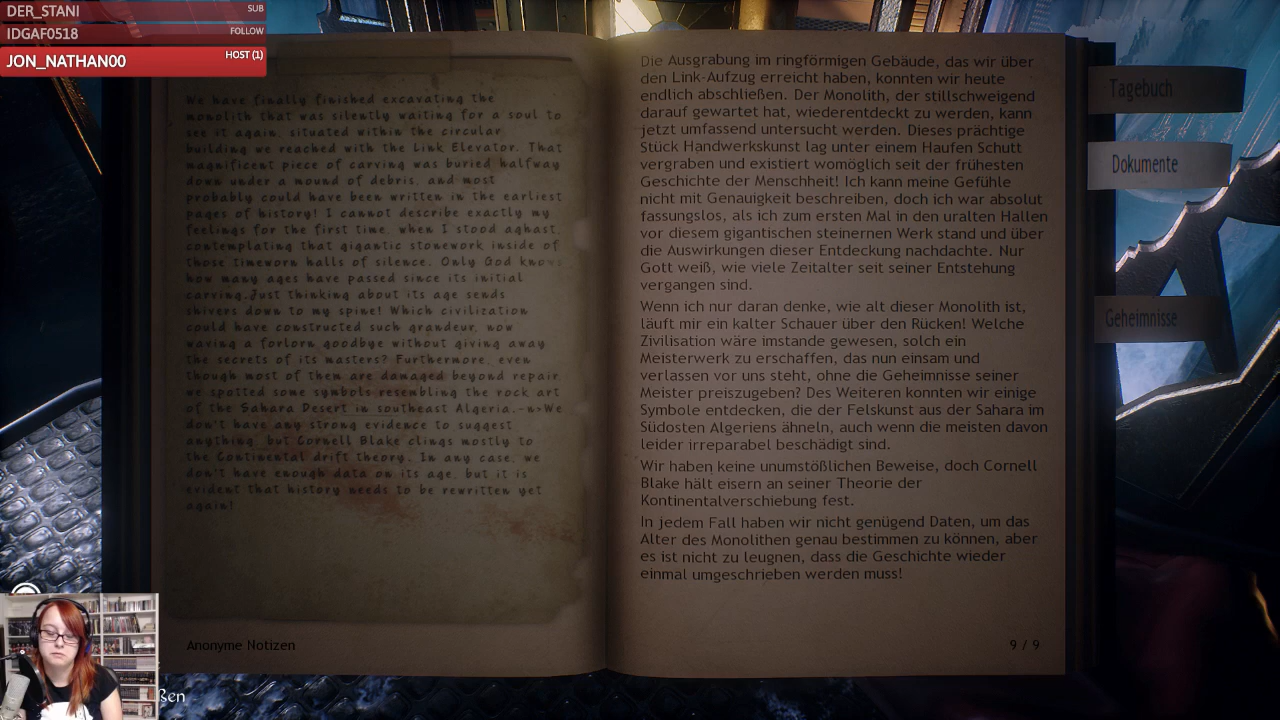 DER_STANI
SUB
IDGAF0518
FOLLOW
JON_NATHAN00
HOST (1)
We have finally finished excavating the
monolith that was silently waiting for a soul to
see it again, situated within the circular
building we reached with the Link Elevator. That
magnificent piece of carving was buried halfway
down under a mound of debris, and most
probably could have been written in the earliest
pages of history! I cannot describe exactly my
feelings for the first time, when I stood aghast,
contemplating that gigantic stonework inside of
those timeworn halls of silence. Only God knows
how many ages have passed since its initial
carving.Just thinking about its age sends
shivers down to my spine! Which civilization
could have constructed such grandeur, now
waving a forlorn goodbye without giving away
the secrets of its masters? Furthermore, even
though most of them are damaged beyond repair
we spotted some symbols resembling the rock art
of the Sahara Desert in southeast Algeria.-n>We
don't have any strong evidence to suggest
anything, but Cornell Blake clings mostly to
the Continental drift theory. In any case, we
don't have enough data on its age, but it is
evident that history needs to be rewritten yet
again!
Anonyme Notizen
Die Ausgrabung im ringförmigen Gebäude, das wir über
den Link-Aufzug erreicht haben, konnten wir heute
endlich abschließen. Der Monolith, der stillschweigend
darauf gewartet hat, wiederentdeckt zu werden, kann
jetzt umfassend untersucht werden. Dieses prächtige
Stück Handwerkskunst lag unter einem Haufen Schutt
vergraben und existiert womöglich seit der frühesten
Geschichte der Menschheit! Ich kann meine Gefühle
nicht mit Genauigkeit beschreiben, doch ich war absolut
fassungslos, als ich zum ersten Mal in den uralten Hallen
vor diesem gigantischen steinernen Werk stand und über
die Auswirkungen dieser Entdeckung nachdachte. Nur
Gott weiß, wie viele Zeitalter seit seiner Entstehung
vergangen sind.
Wenn ich nur daran denke, wie alt dieser Monolith ist,
läuft mir ein kalter Schauer über den Rücken! Welche
Zivilisation wäre imstande gewesen, solch ein
Meisterwerk zu erschaffen, das nun einsam und
verlassen vor uns steht, ohne die Geheimnisse seiner
Meister preiszugeben? Des Weiteren konnten wir einige
Symbole entdecken, die der Felskunst aus der Sahara im
Südosten Algeriens ähneln, auch wenn die meisten davon
leider irreparabel beschädigt sind.
Wir haben keine unumstößlichen Beweise, doch Cornell
Blake hält eisern an seiner Theorie der
Kontinentalverschiebung fest.
In jedem Fall haben wir nicht genügend Daten, um das
Alter des Monolithen genau bestimmen zu können, aber
es ist nicht zu leugnen, dass die Geschichte wieder
einmal umgeschrieben werden muss!
9 / 9
Tagebuch
Dokumente
Geheimnisse